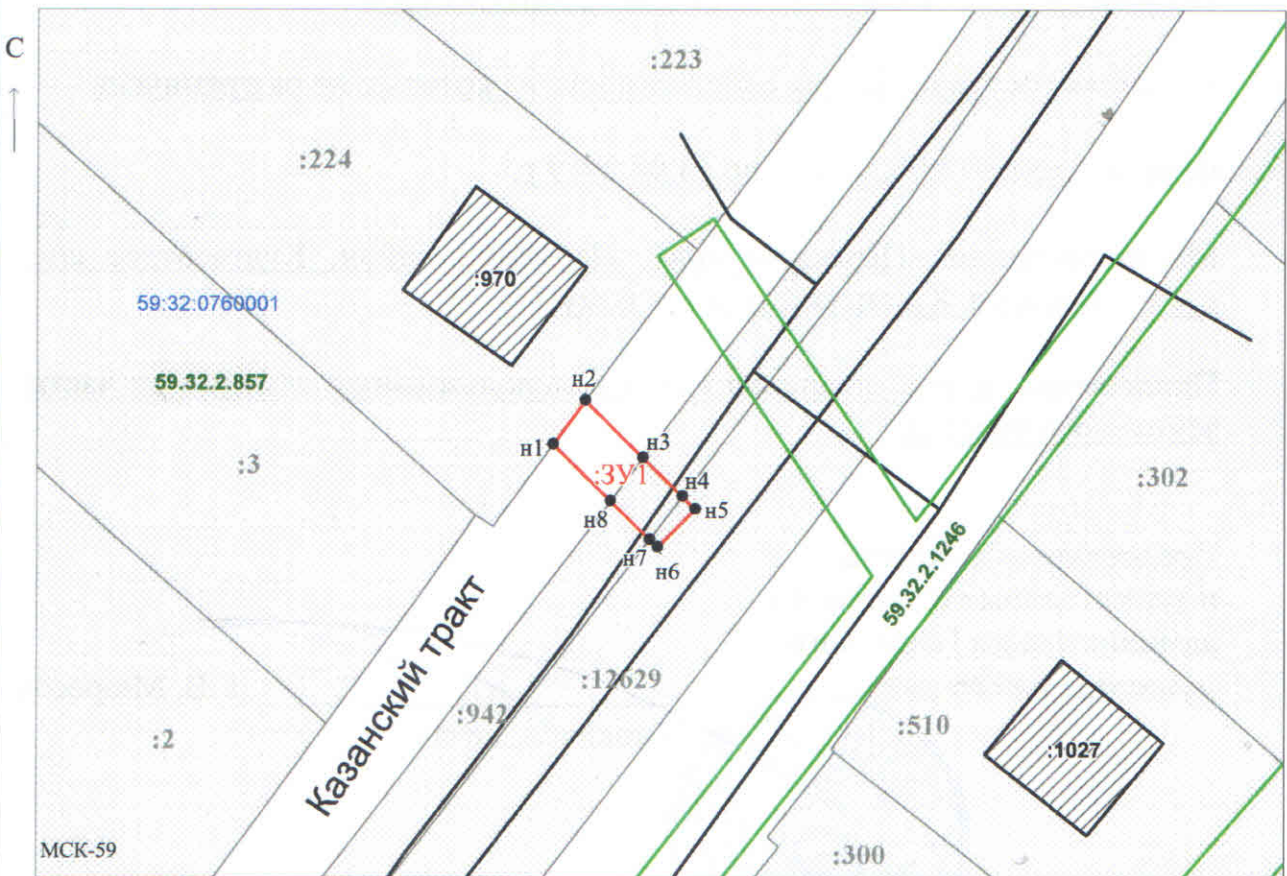 С
:223
:224
:970
59:32:0760001
59.32.2.857
н2
н1
н3
:3
:ЗУ1
н4
:302
н8
н5
н7
н6
59.32.2.1246
Казанский тракт
:12629
:942
:510
:2
:1027
МСК-59
:300